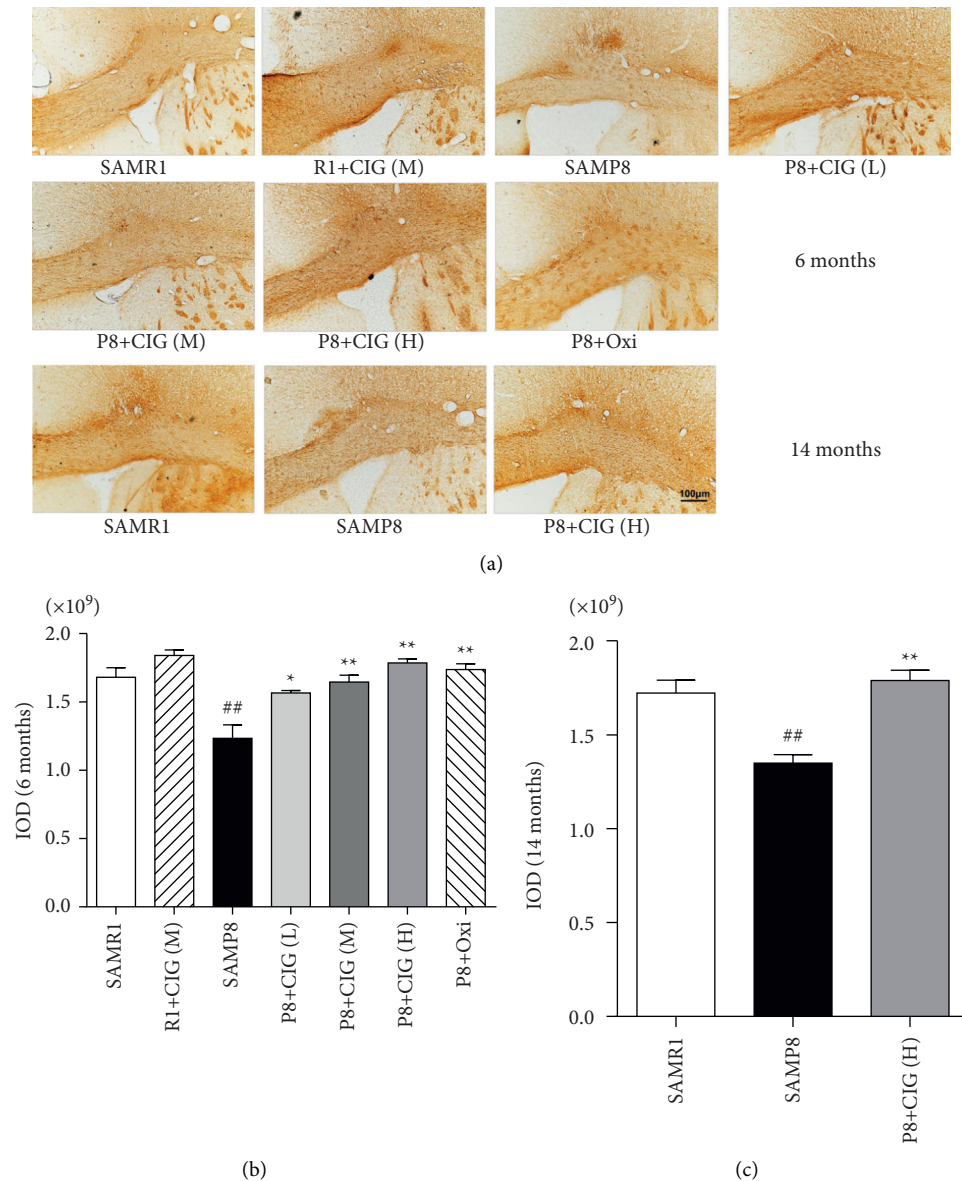 SAMR1
R1+CIG (M)
SAMP8
P8+CIG (L)
P8+CIG (M)
P8+CIG (H)
P8+Oxi
6 months
100μm
SAMR1
SAMP8
P8+CIG (H)
14 months
(a)
(×10⁹)
2.0
1.5
1.0
0.5
0.0
IOD (6 months)
##
*
**
**
**
SAMR1
R1+CIG (M)
SAMP8
P8+CIG (L)
P8+CIG (M)
P8+CIG (H)
P8+Oxi
(b)
(×10⁹)
2.0
1.5
1.0
0.5
0.0
IOD (14 months)
##
**
SAMR1
SAMP8
P8+CIG (H)
(c)